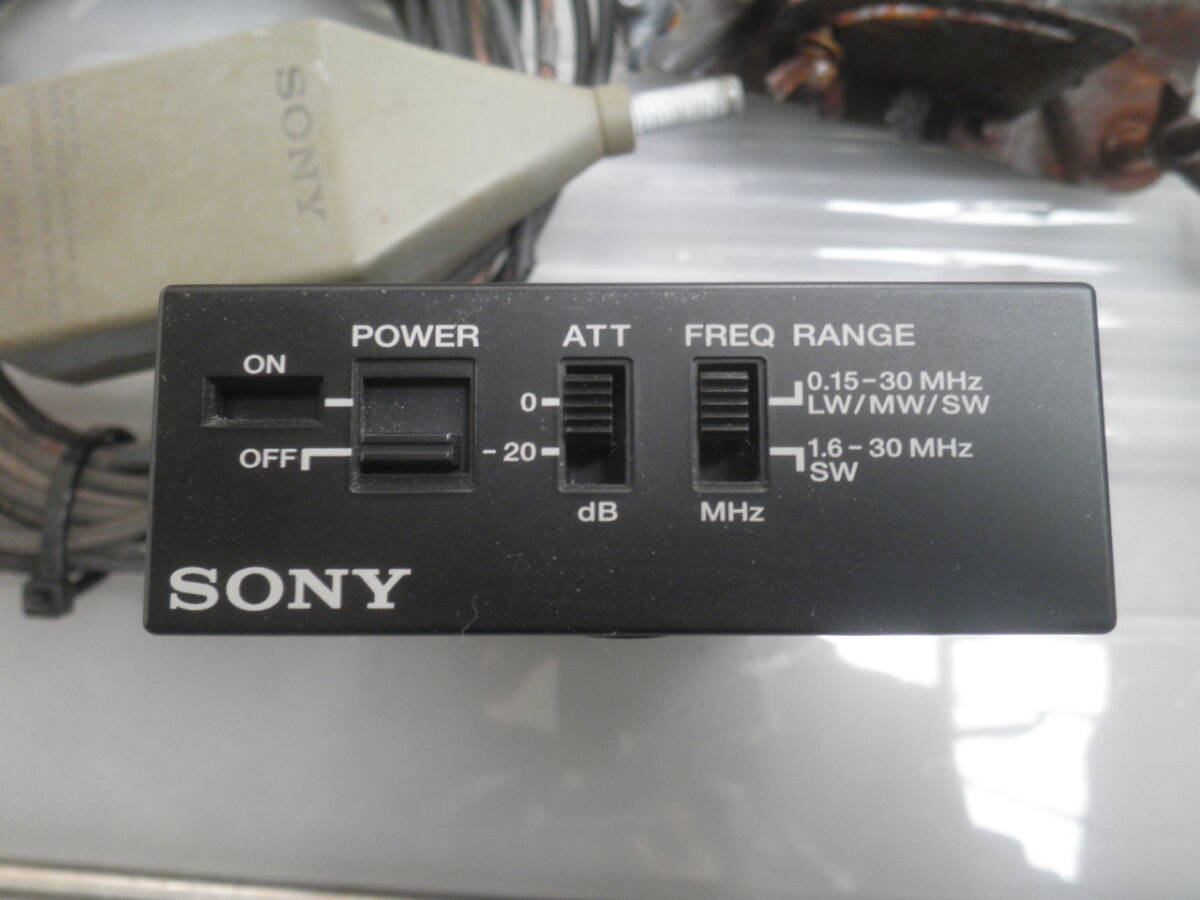 SONY
POWER ATT FREQ RANGE
ON
0.15-30 MHz
0
LW/MW/SW
OFF
-20
1.6-30 MHz
SW
dB MHz
SONY